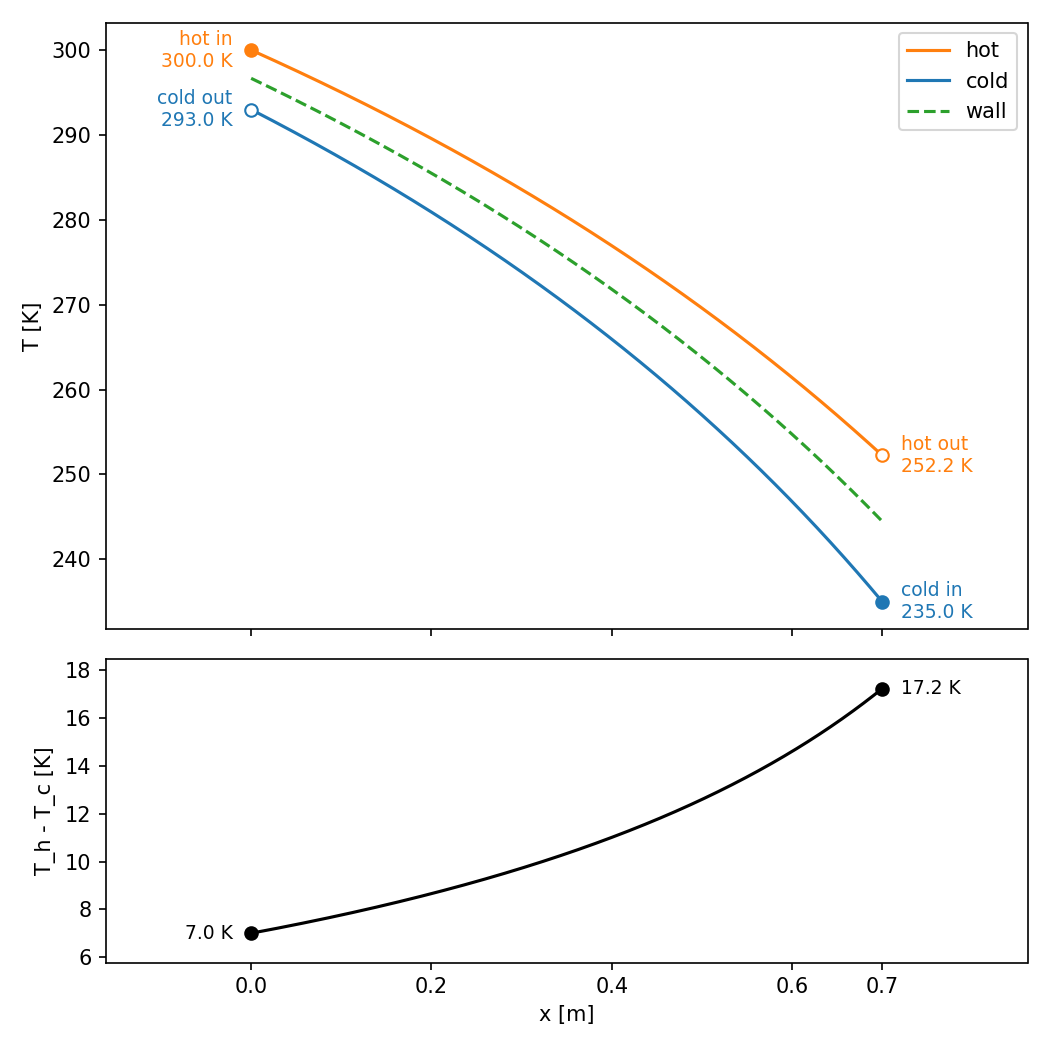 hot in
300.0 K
cold out
293.0 K
hot
cold
wall
300
290
280
270
260
250
240
T [K]
hot out
252.2 K
cold in
235.0 K
18
16
14
12
10
8
6
T_h - T_c [K]
17.2 K
7.0 K
0.0
0.2
0.4
0.6
0.7
x [m]